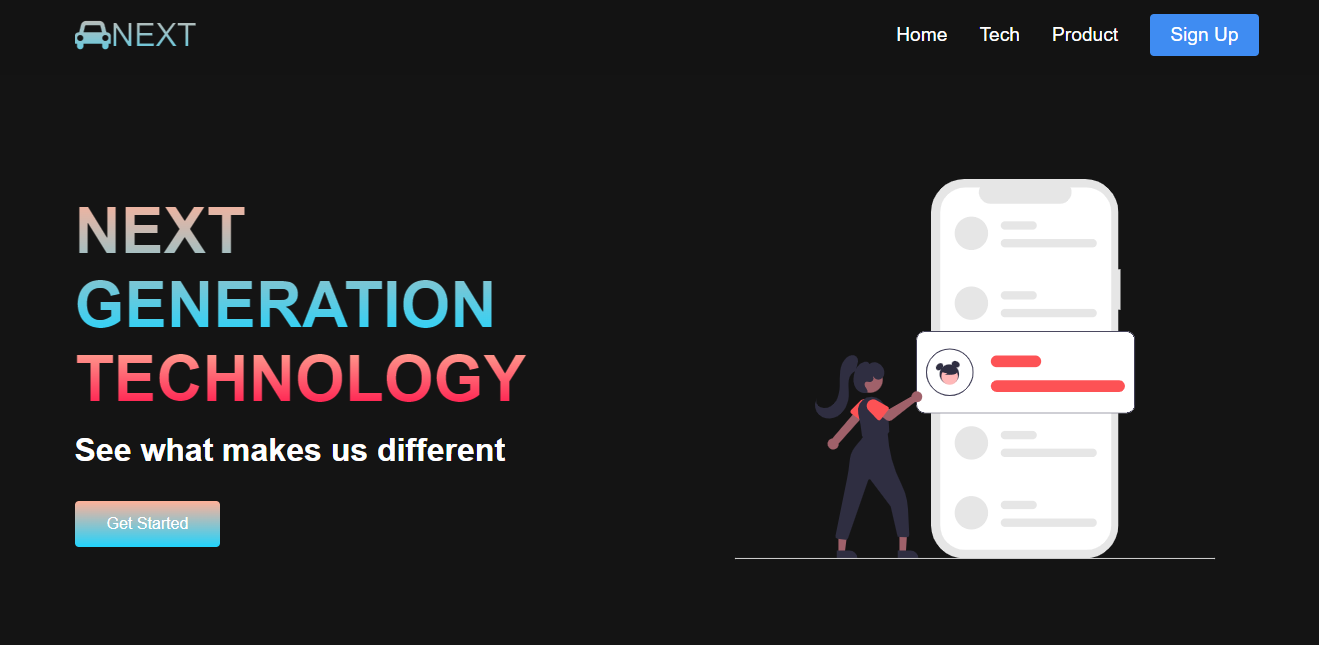 NEXT
Home Tech Product Sign Up
NEXT
GENERATION
TECHNOLOGY
See what makes us different
Get Started